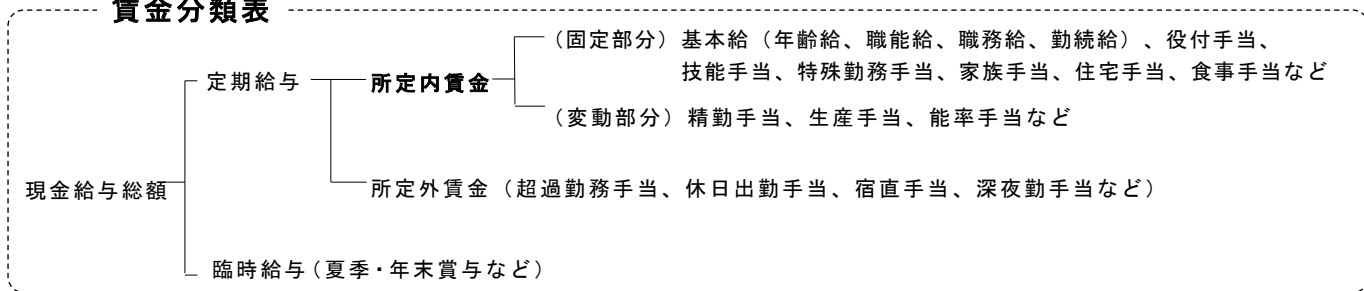 賃金分類表
(固定部分)基本給(年齢給、職能給、職務給、勤続給)、役付手当、
技能手当、特殊勤務手当、家族手当、住宅手当、食事手当など
定期給与
所定内賃金
(変動部分)精勤手当、生産手当、能率手当など
現金給与総額
所定外賃金(超過勤務手当、休日出勤手当、宿直手当、深夜勤手当など)
臨時給与(夏季・年末賞与など)